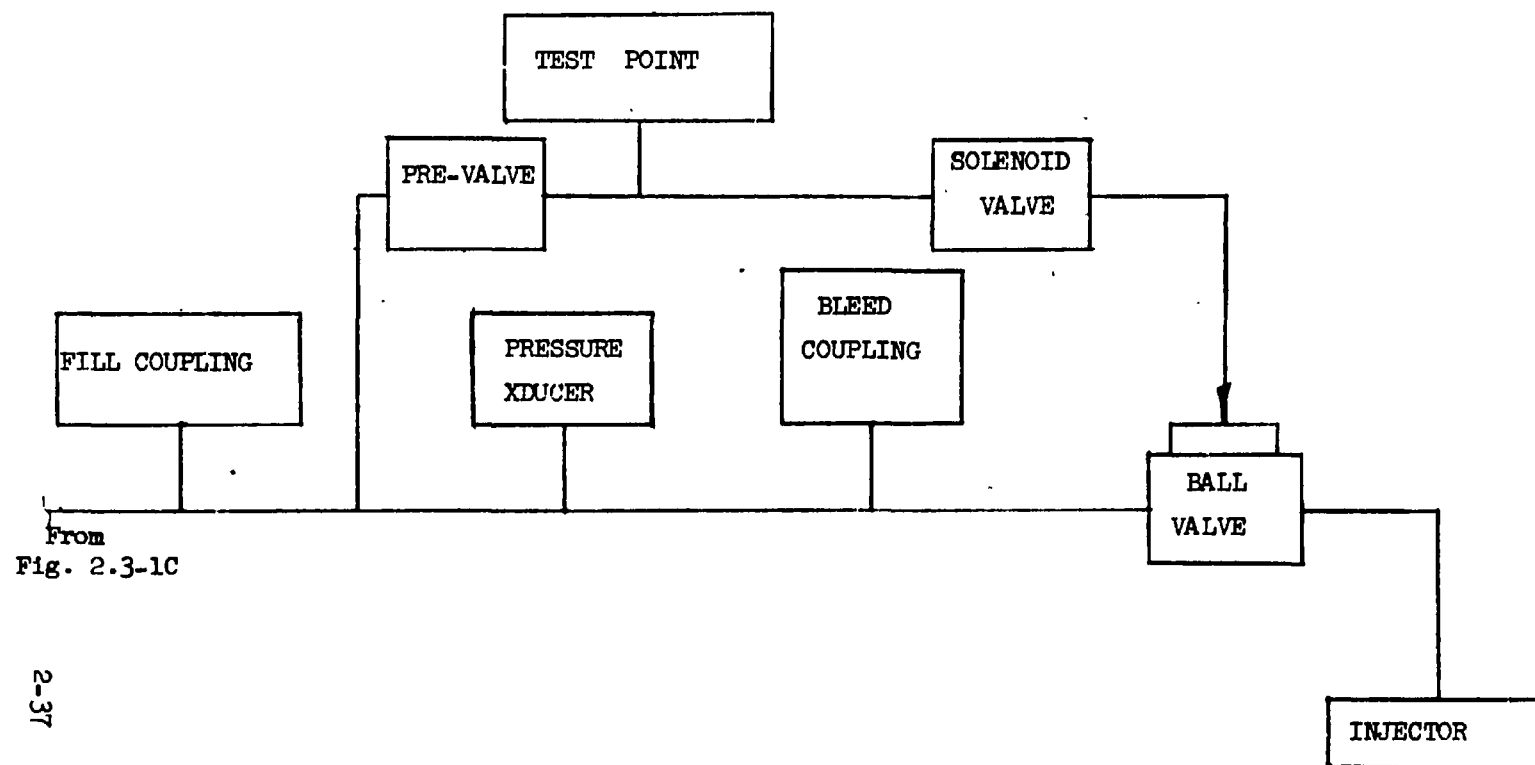 TEST POINT
PRE-VALVE
SOLENOID
VALVE
FILL COUPLING
PRESSURE
XDUCER
BLEED
COUPLING
BALL
VALVE
From
Fig. 2.3-1C
INJECTOR
2-37